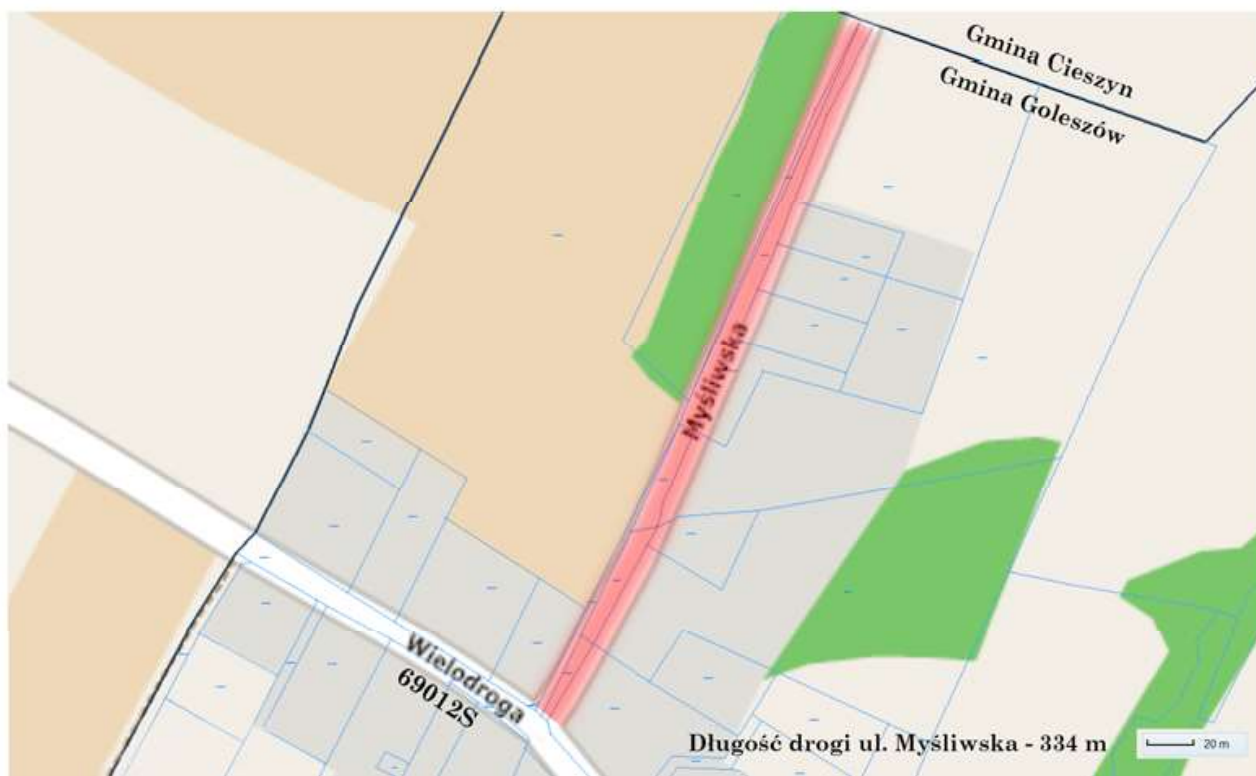 Gmina Cieszyn
Gmina Goleszów
Myśliwska
Wielodroga
69012S
Długość drogi ul. Myśliwska - 334 m
20 m